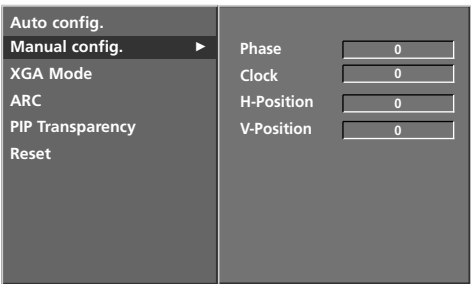 Auto config.
Manual config. ►
XGA Mode
ARC
PIP Transparency
Reset
Phase 0
Clock 0
H-Position 0
V-Position 0